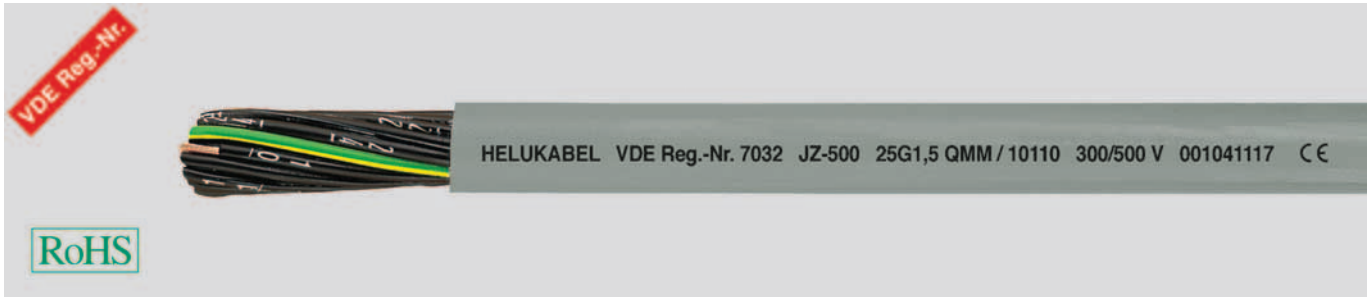 VDE Reg.-Nr.
HELUKABEL VDE Reg.-Nr. 7032 JZ-500 25G1,5 QMM / 10110 300/500 V 001041117 CE
RoHS